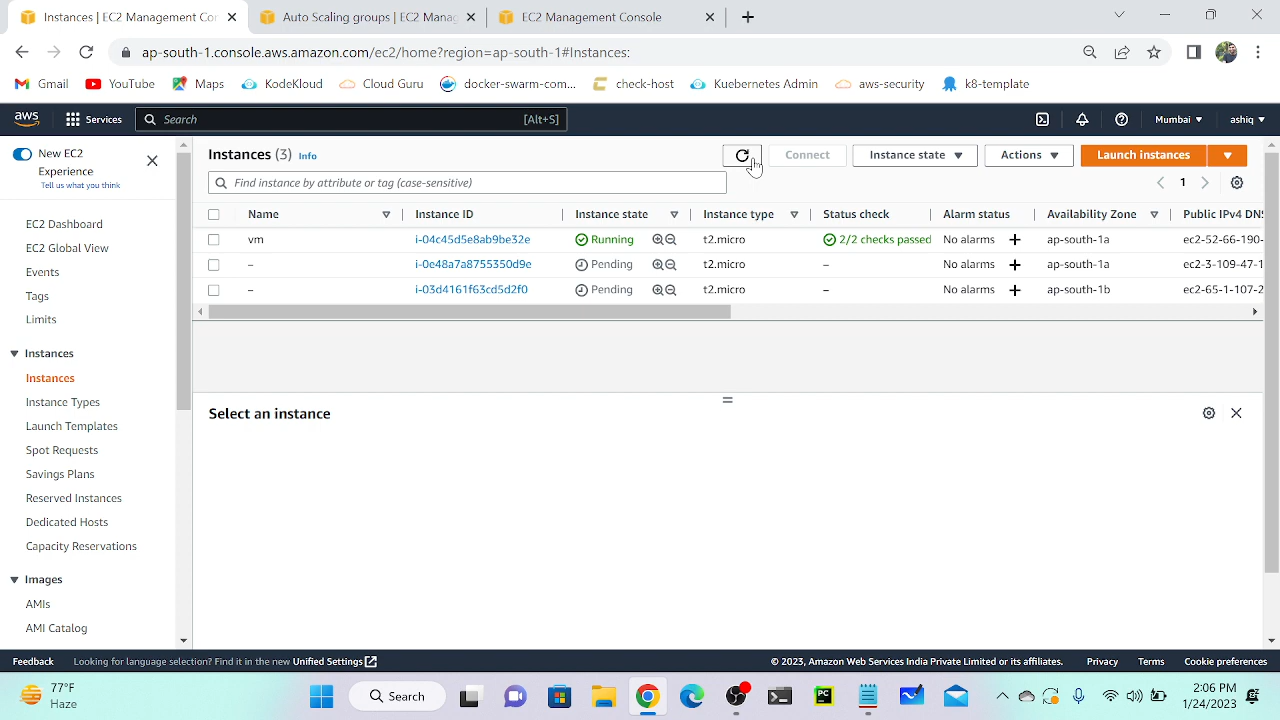 Instances | EC2 Management Con
Auto Scaling groups | EC2 Manag
EC2 Management Console
ap-south-1.console.aws.amazon.com/ec2/home?region=ap-south-1#Instances:
Gmail
YouTube
Maps
KodeKloud
Cloud Guru
docker-swarm-com...
check-host
Kubernetes Admin
aws-security
k8-template
aws
Services
Search
[Alt+S]
Mumbai
ashiq
New EC2
Experience
Tell us what you think
EC2 Dashboard
EC2 Global View
Events
Tags
Limits
Instances
Instances
Instance Types
Launch Templates
Spot Requests
Savings Plans
Reserved Instances
Dedicated Hosts
Capacity Reservations
Images
AMIs
AMI Catalog
Instances (3) Info
Connect
Instance state
Actions
Launch instances
Find instance by attribute or tag (case-sensitive)
1
Name Instance ID Instance state Instance type Status check Alarm status Availability Zone Public IPv4 DNS
vm i-04c45d5e8ab9be32e Running t2.micro 2/2 checks passed No alarms + ap-south-1a ec2-52-66-190-
– i-0e48a7a8755350d9e Pending t2.micro – No alarms + ap-south-1a ec2-3-109-47-1
– i-03d4161f63cd5d2f0 Pending t2.micro – No alarms + ap-south-1b ec2-65-1-107-2
Select an instance
Feedback
Looking for language selection? Find it in the new Unified Settings
© 2023, Amazon Web Services India Private Limited or its affiliates.
Privacy
Terms
Cookie preferences
77°F
Haze
Search
PC
2:06 PM
1/24/2023